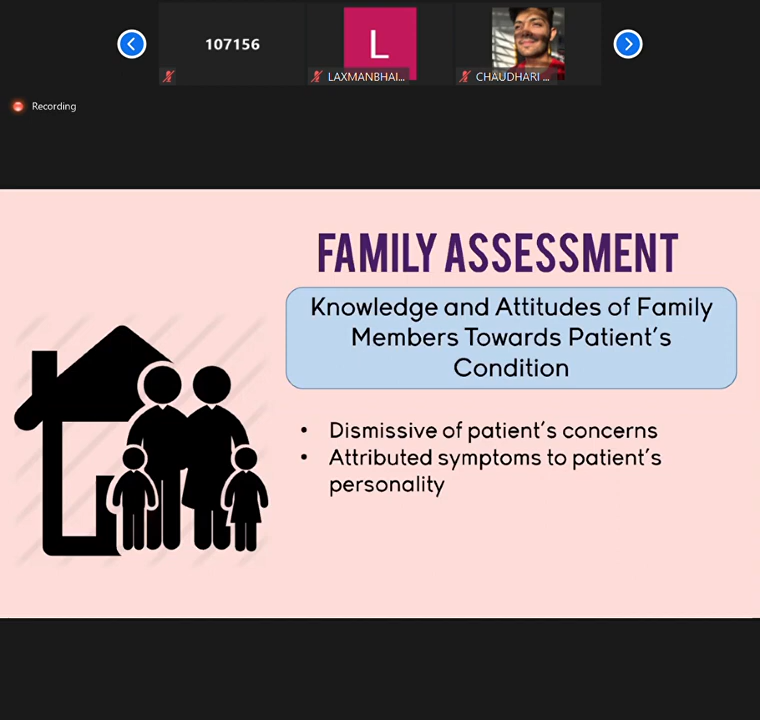 107156
L
LAXMANBHAI...
CHAUDHARI ...
Recording
FAMILY ASSESSMENT
Knowledge and Attitudes of Family
Members Towards Patient's
Condition
• Dismissive of patient's concerns
• Attributed symptoms to patient's
personality